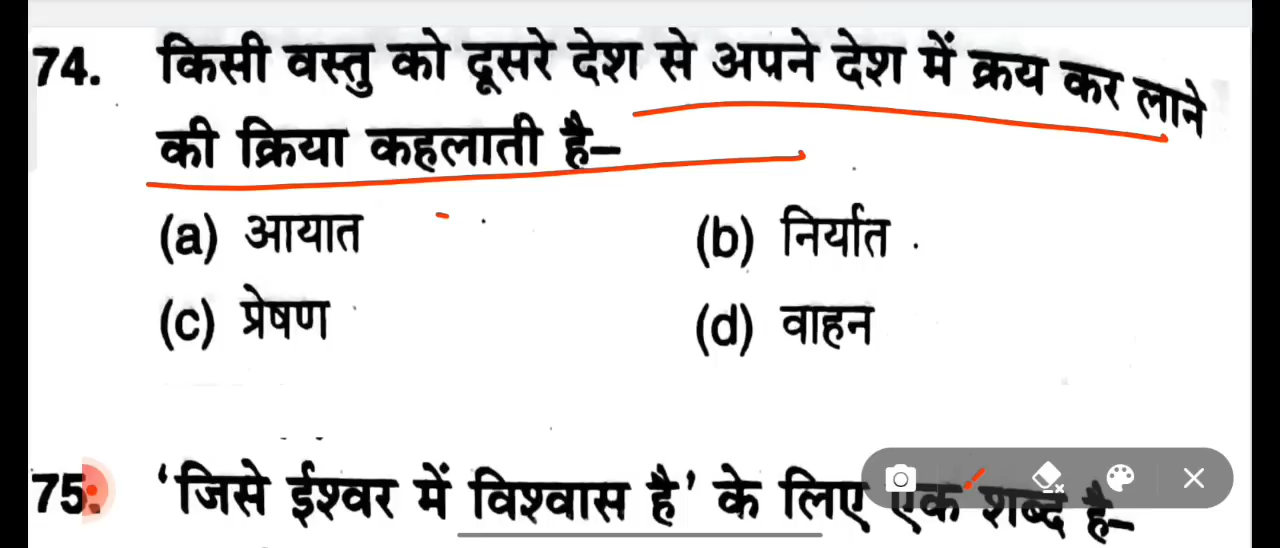 74. किसी वस्तु को दूसरे देश से अपने देश में क्रय कर लाने
की क्रिया कहलाती है–
(a) आयात (b) निर्यात
(c) प्रेषण (d) वाहन
75. ‘जिसे ईश्वर में विश्वास है’ के लिए एक शब्द है–